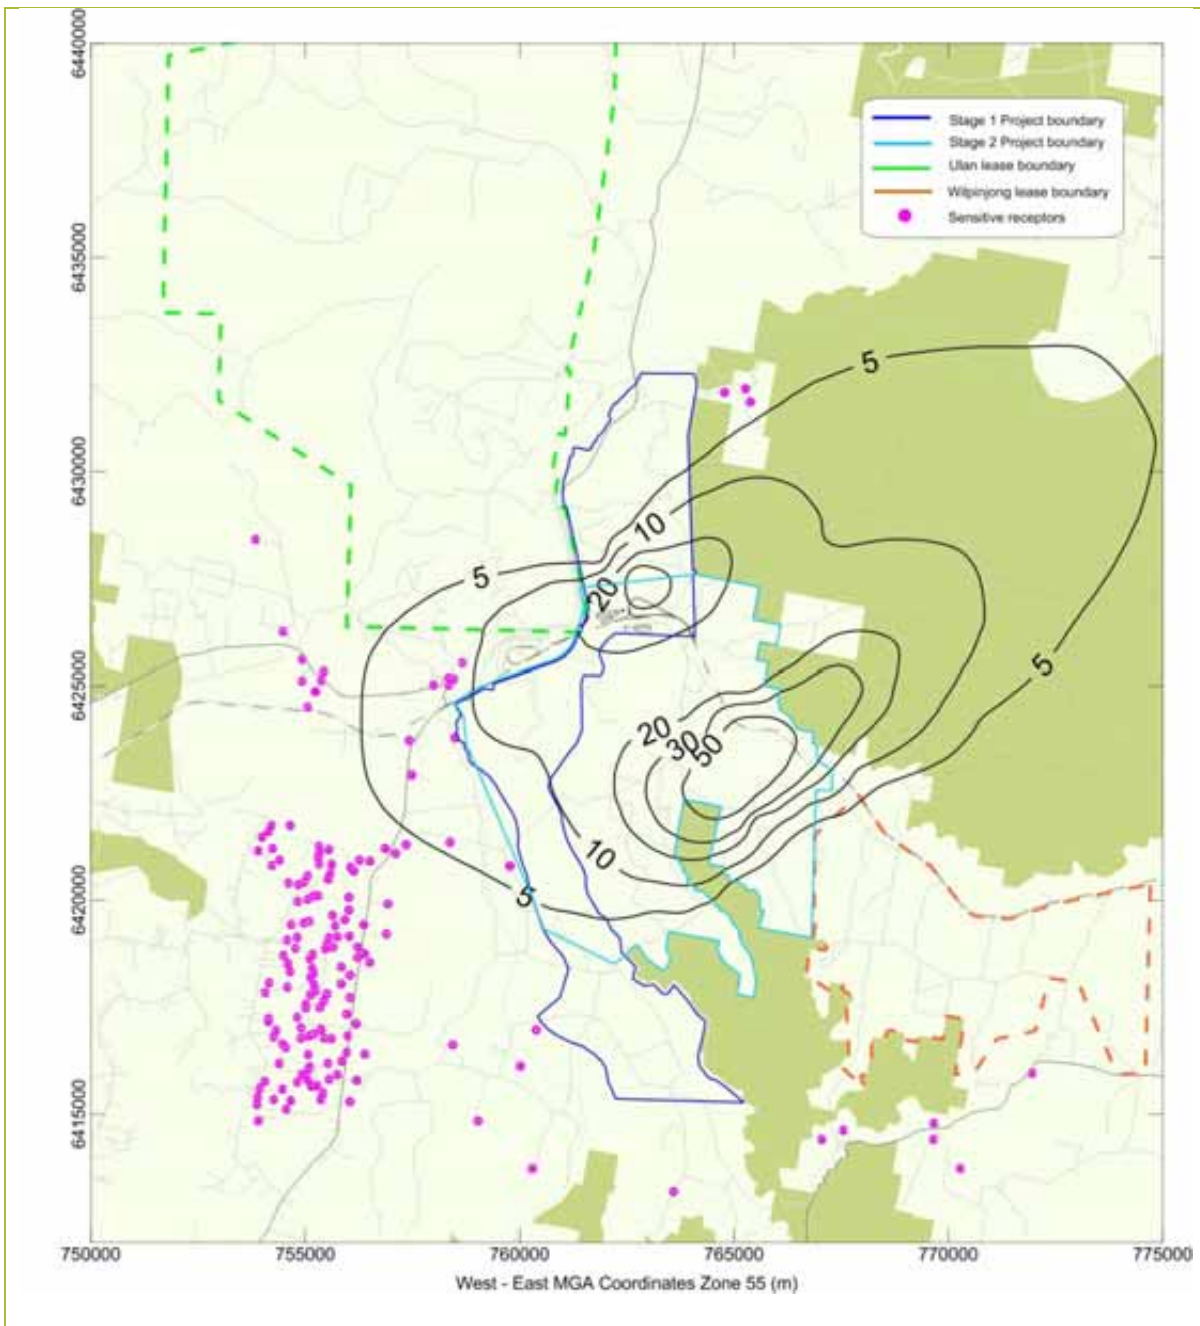 6440000
Stage 1 Project boundary
Stage 2 Project boundary
Ulan lease boundary
Wilpinjong lease boundary
Sensitive receptors
6435000
5
6430000
10
5
20
5
6425000
20
30
50
10
5
6420000
6415000
750000 755000 760000 765000 770000 775000
West - East MGA Coordinates Zone 55 (m)